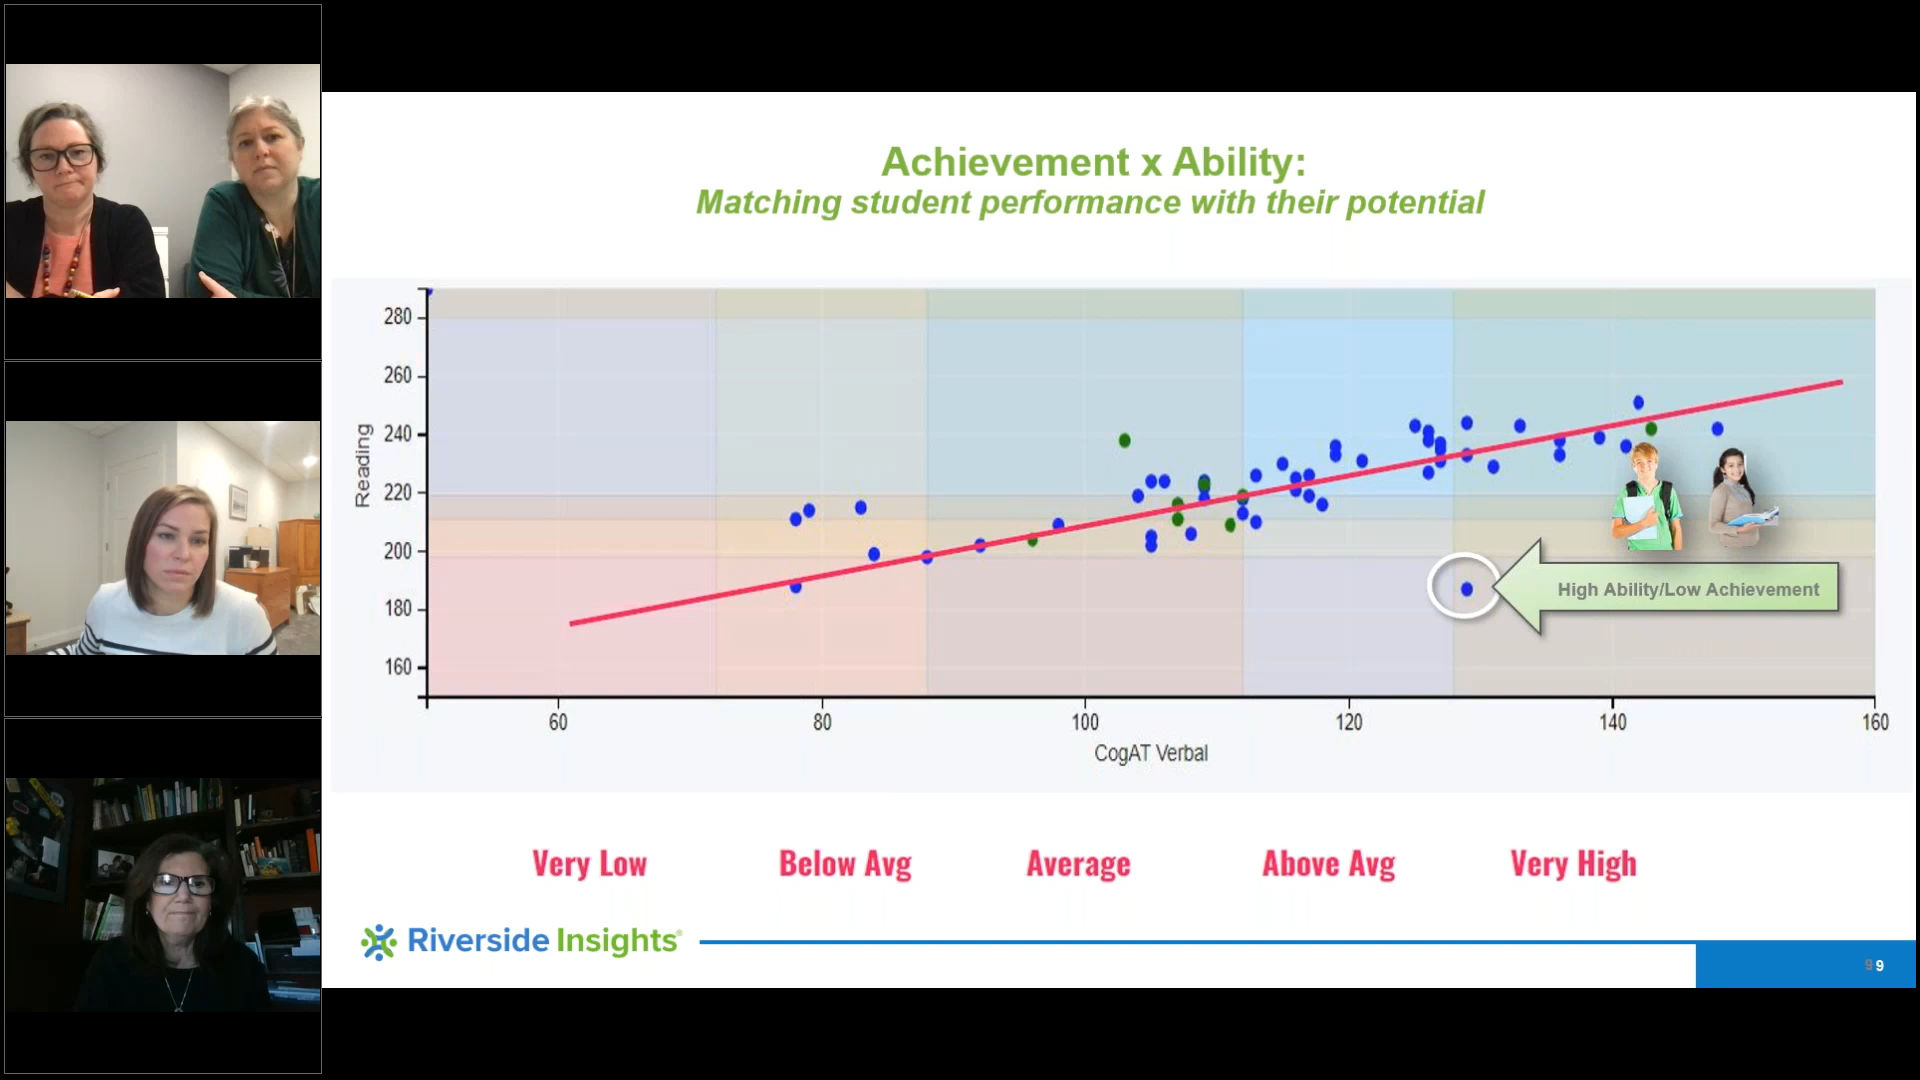 Achievement x Ability:
Matching student performance with their potential
Reading
280
260
240
220
200
180
160
High Ability/Low Achievement
60
80
100
120
140
160
CogAT Verbal
Very Low
Below Avg
Average
Above Avg
Very High
Riverside Insights®
9